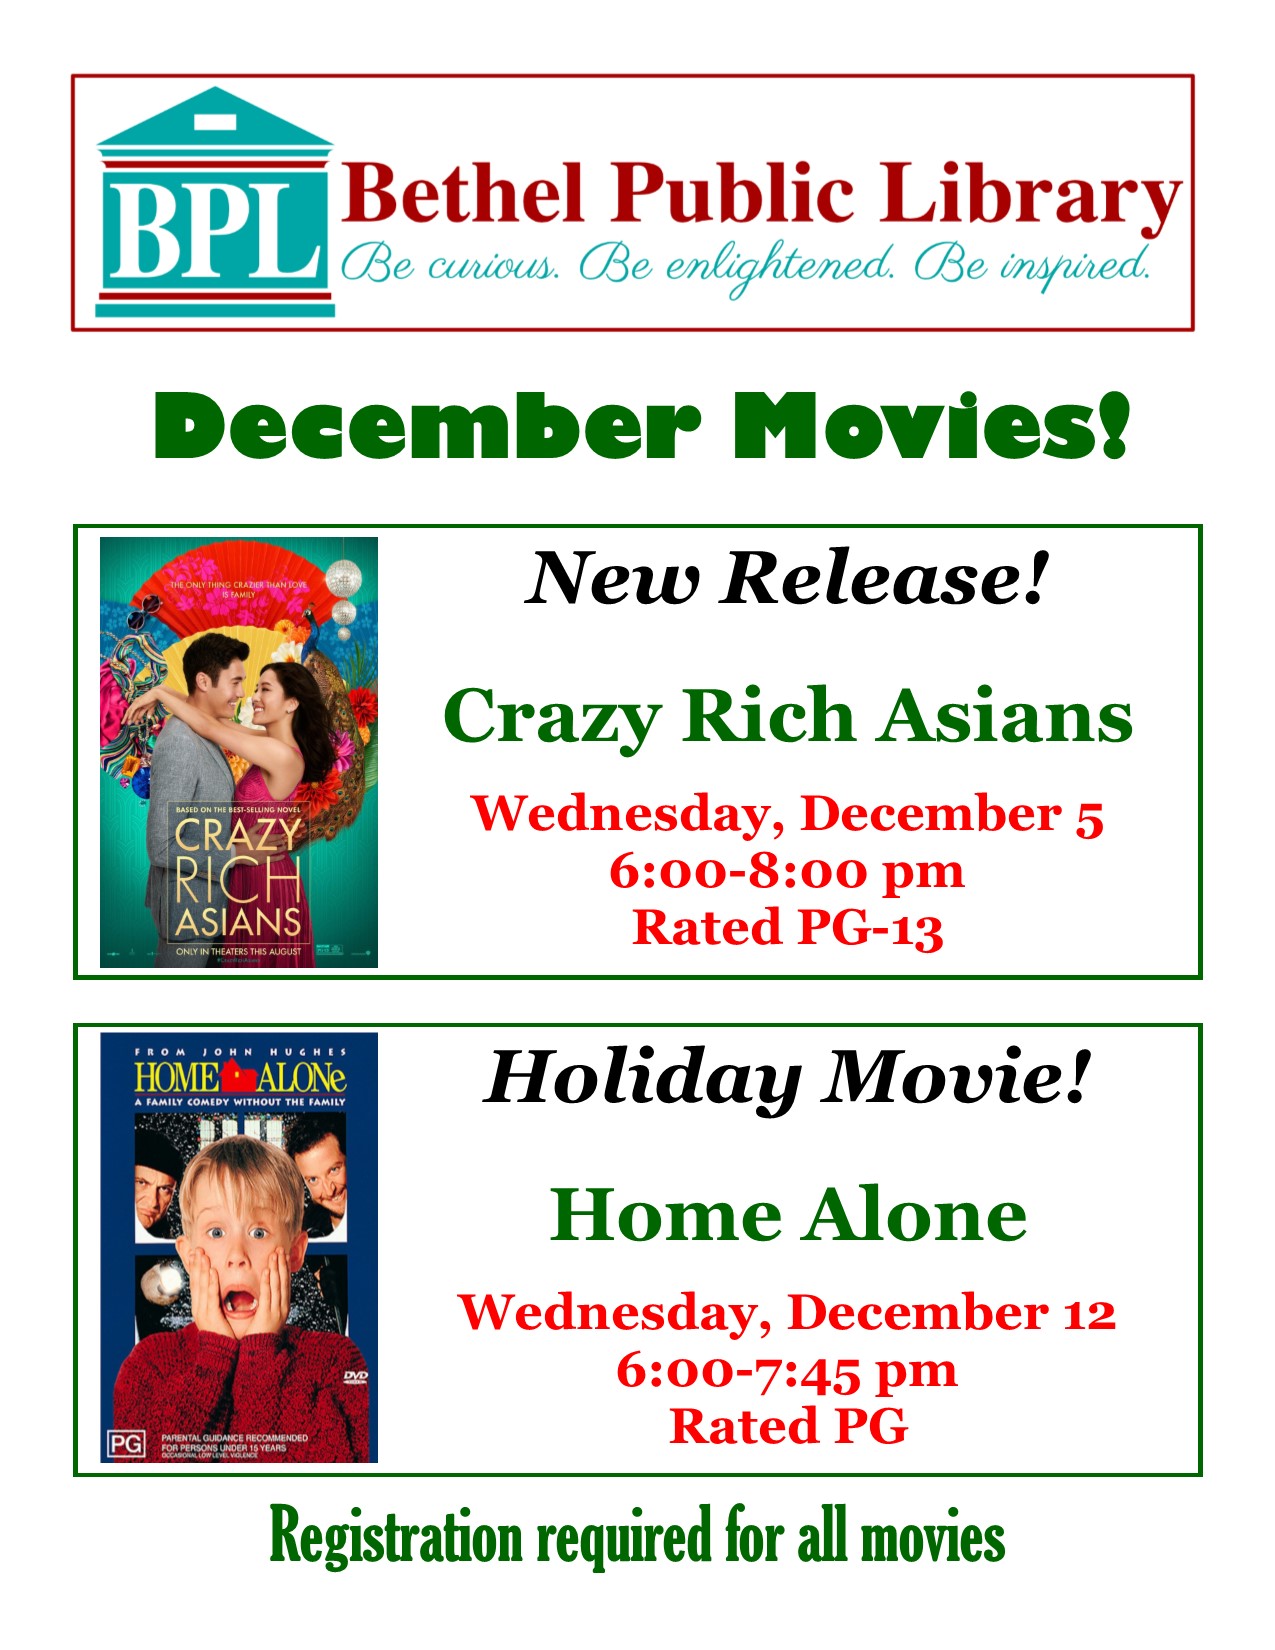 BPL
Bethel Public Library
Be curious. Be enlightened. Be inspired.
December Movies!
THE ONLY THING CRAZIER THAN LOVE
IS FAMILY
BASED ON THE BEST-SELLING NOVEL
CRAZY
RICH
ASIANS
ONLY IN THEATERS THIS AUGUST
New Release!
Crazy Rich Asians
Wednesday, December 5
6:00-8:00 pm
Rated PG-13
FROM JOHN HUGHES
HOME ALONe
A FAMILY COMEDY WITHOUT THE FAMILY
DVD
PG
PARENTAL GUIDANCE RECOMMENDED
FOR PERSONS UNDER 15 YEARS
OCCASIONAL LOW LEVEL VIOLENCE
Holiday Movie!
Home Alone
Wednesday, December 12
6:00-7:45 pm
Rated PG
Registration required for all movies